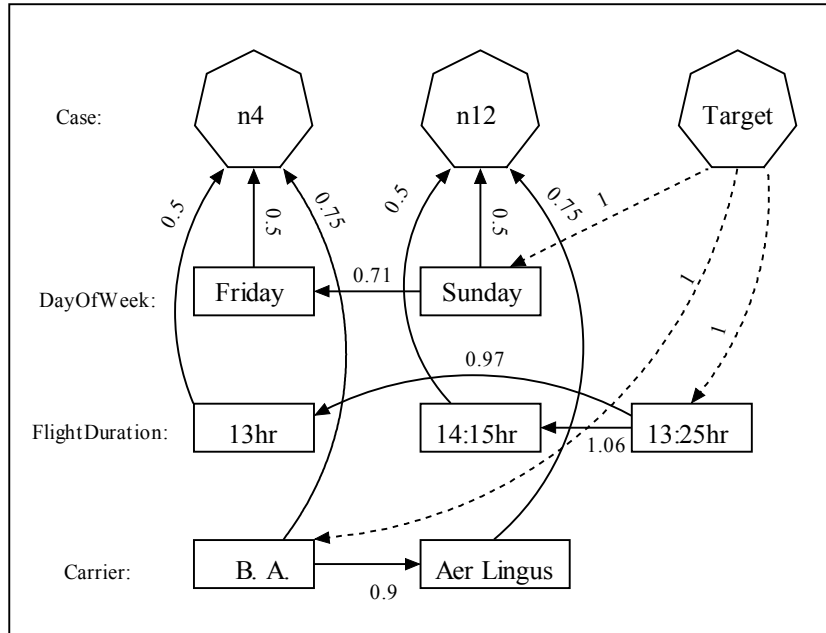 Case:
n4
n12
Target
0.5
0.5
0.75
0.5
0.5
0.75
1
1
1
DayOfWeek:
Friday
0.71
Sunday
0.97
FlightDuration:
13hr
14:15hr
1.06
13:25hr
Carrier:
B. A.
0.9
Aer Lingus